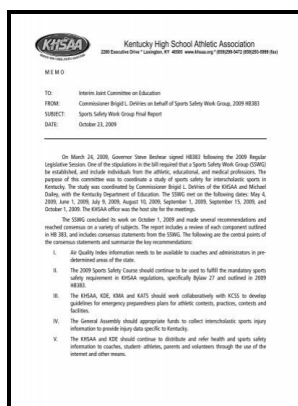 KHSAA
Kentucky High School Athletic Association
2280 Executive Drive * Lexington, KY 40505 www.khsaa.org * (859)299-5472 (859)293-5999 (fax)
M E M O
TO: Interim Joint Committee on Education
FROM: Commissioner Brigid L. DeVries on behalf of Sports Safety Work Group, 2009 HB383
SUBJECT: Sports Safety Work Group Final Report
DATE: October 23, 2009
On March 24, 2009, Governor Steve Beshear signed HB383 following the 2009 Regular
Legislative Session. One of the stipulations in the bill required that a Sports Safety Work Group (SSWG)
be established, and include individuals from the athletic, educational, and medical professions. The
purpose of this committee was to coordinate a study of sports safety for interscholastic sports in
Kentucky. The study was coordinated by Commissioner Brigid L. DeVries of the KHSAA and Michael
Dailey, with the Kentucky Department of Education. The SSWG met on the following dates: May 4,
2009, June 1, 2009, July 9, 2009, August 10, 2009, September 1, 2009, September 15, 2009, and
October 1, 2009. The KHSAA office was the host site for the meetings.
The SSWG concluded its work on October 1, 2009 and made several recommendations and
reached consensus on a variety of subjects. The report includes a review of each component outlined
in HB 383, and includes consensus statements from the SSWG. The following are the central points of
the consensus statements and summarize the key recommendations:
I. Air Quality Index information needs to be available to coaches and administrators in pre-
determined areas of the state.
II. The 2009 Sports Safety Course should continue to be used to fulfill the mandatory sports
safety requirement in KHSAA regulations, specifically Bylaw 27 and outlined in 2009
HB383.
III. The KHSAA, KDE, KMA and KATS should work collaboratively with KCSS to develop
guidelines for emergency preparedness plans for athletic contests, practices, contests and
facilities.
IV. The General Assembly should appropriate funds to collect interscholastic sports injury
information to provide injury data specific to Kentucky.
V. The KHSAA and KDE should continue to distribute and refer health and sports safety
information to coaches, student- athletes, parents and volunteers through the use of the
internet and other means.